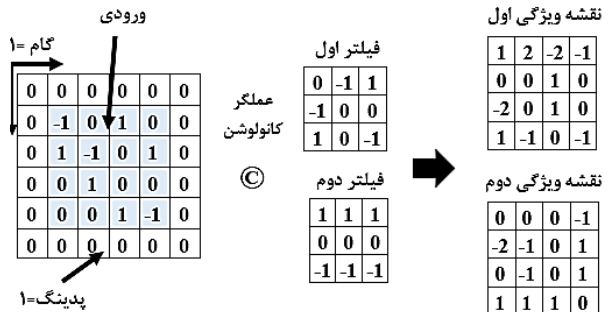 ورودی
گام =۱
0 0 0 0 0 0
0 -1 0 1 0 0
0 1 -1 0 1 0
0 0 1 0 0 0
0 0 0 1 -1 0
0 0 0 0 0 0
پدینگ=۱
عملگر
کانولوشن
©
فیلتر اول
0 -1 1
-1 0 0
1 0 -1
فیلتر دوم
1 1 1
0 0 0
-1 -1 -1
نقشه ویژگی اول
1 2 -2 -1
0 0 1 0
-2 0 1 0
1 -1 0 -1
نقشه ویژگی دوم
0 0 0 -1
-2 -1 0 1
0 -1 0 1
1 1 1 0